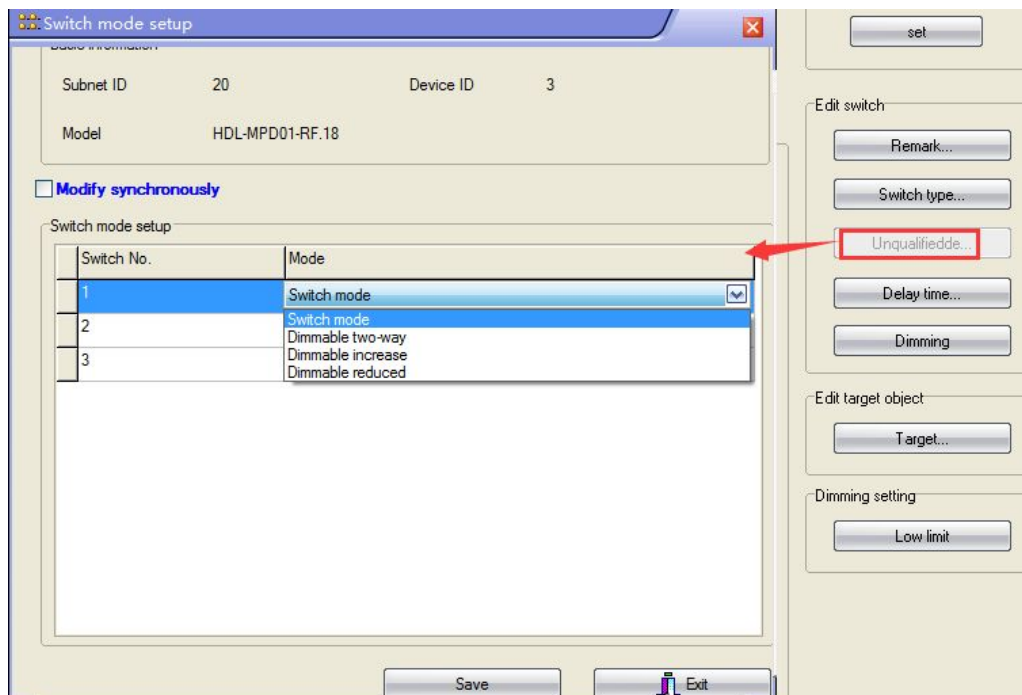 Switch mode setup
Basic information
Subnet ID 20 Device ID 3
Model HDL-MPD01-RF.18
Modify synchronously
Switch mode setup
Switch No. Mode
1 Switch mode
Switch mode
2
Dimmable two-way
Dimmable increase
3
Dimmable reduced
Save Exit
set
Edit switch
Remark...
Switch type...
Unqualifiedde...
Delay time...
Dimming
Edit target object
Target...
Dimming setting
Low limit